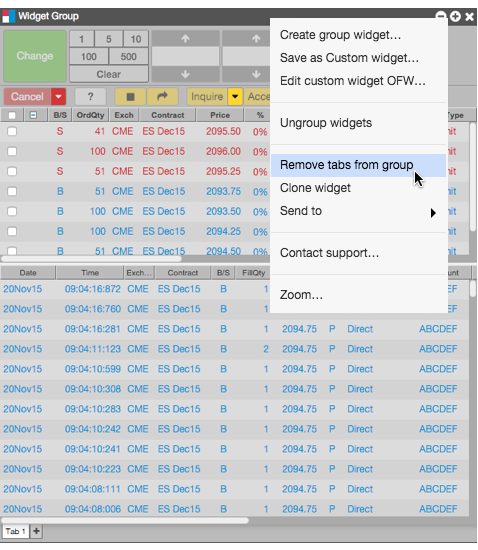 Widget Group
Create group widget...
Save as Custom widget...
Edit custom widget OFW...
Ungroup widgets
Remove tabs from group
Clone widget
Send to
Contact support...
Zoom...
Change
1 5 10
100 500
Clear
Cancel ? Inquire Acce
B/S OrdQty Exch Contract Price % Type
S 41 CME ES Dec15 2095.50 0% nit
S 100 CME ES Dec15 2096.00 0% nit
S 51 CME ES Dec15 2095.25 0% nit
B 51 CME ES Dec15 2093.75 0% nit
B 100 CME ES Dec15 2093.50 0% nit
B 100 CME ES Dec15 2094.25 0% nit
B 51 CME ES Dec15 2094.50 0% nit
Date Time Exch... Contract B/S FillQty unt
20Nov15 09:04:16:872 CME ES Dec15 B 1 EF
20Nov15 09:04:16:760 CME ES Dec15 B 1 2094.75 P Direct ABCDEF
20Nov15 09:04:16:281 CME ES Dec15 B 1 2094.75 P Direct ABCDEF
20Nov15 09:04:11:123 CME ES Dec15 B 2 2094.75 P Direct ABCDEF
20Nov15 09:04:10:599 CME ES Dec15 B 1 2094.75 P Direct ABCDEF
20Nov15 09:04:10:308 CME ES Dec15 B 1 2094.75 P Direct ABCDEF
20Nov15 09:04:10:283 CME ES Dec15 B 1 2094.75 P Direct ABCDEF
20Nov15 09:04:10:242 CME ES Dec15 B 1 2094.75 P Direct ABCDEF
20Nov15 09:04:10:241 CME ES Dec15 B 1 2094.75 P Direct ABCDEF
20Nov15 09:04:10:223 CME ES Dec15 B 1 2094.75 P Direct ABCDEF
20Nov15 09:04:08:111 CME ES Dec15 B 1 2094.75 P Direct ABCDEF
20Nov15 09:04:08:006 CME ES Dec15 B 1 2094.75 P Direct ABCDEF
Tab 1 +